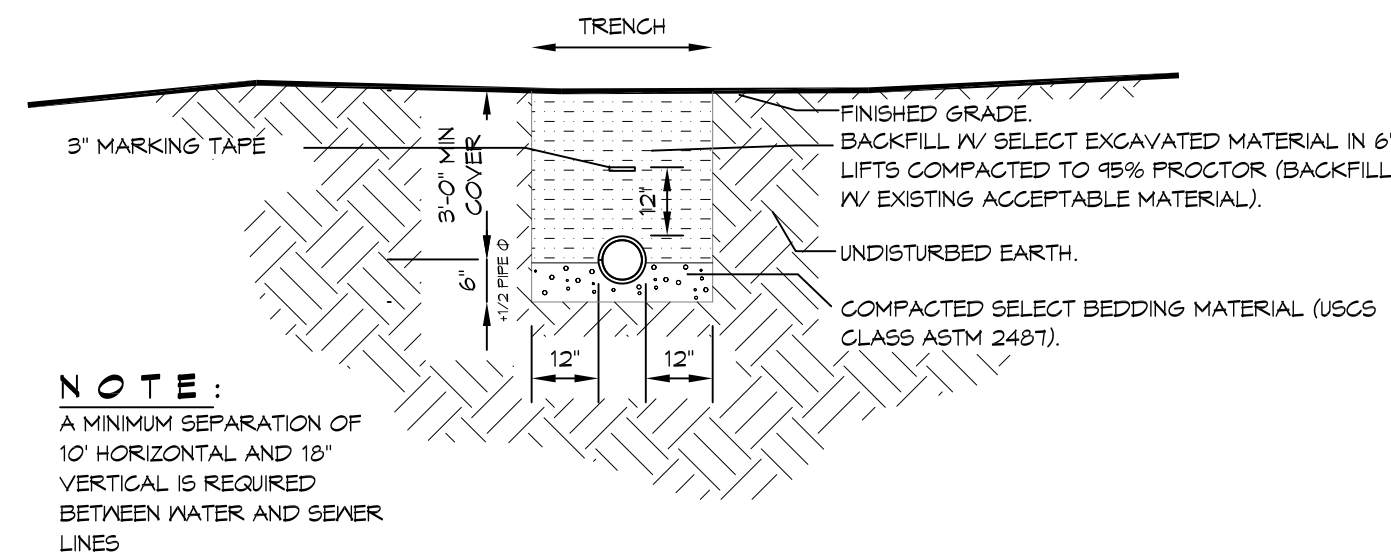 TRENCH
FINISHED GRADE.
3" MARKING TAPE
BACKFILL W/ SELECT EXCAVATED MATERIAL IN 6"
LIFTS COMPACTED TO 95% PROCTOR (BACKFILL
W/ EXISTING ACCEPTABLE MATERIAL).
3'-0" MIN
COVER
12"
UNDISTURBED EARTH.
6"
+1/2 PIPE Φ
COMPACTED SELECT BEDDING MATERIAL (USCS
CLASS ASTM 2487).
12"
12"
NOTE:
A MINIMUM SEPARATION OF
10' HORIZONTAL AND 18"
VERTICAL IS REQUIRED
BETWEEN WATER AND SEWER
LINES